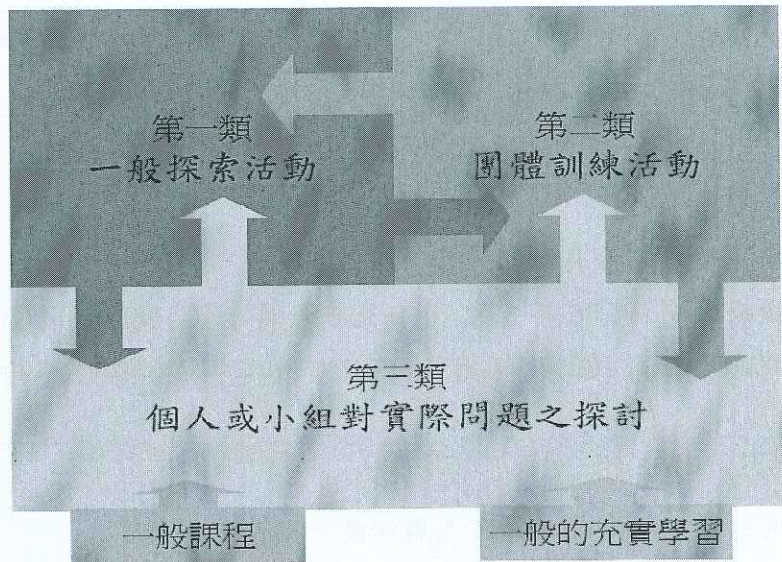 第一類
一般探索活動
第二類
團體訓練活動
第三類
個人或小組對實際問題之探討
一般課程
一般的充實學習